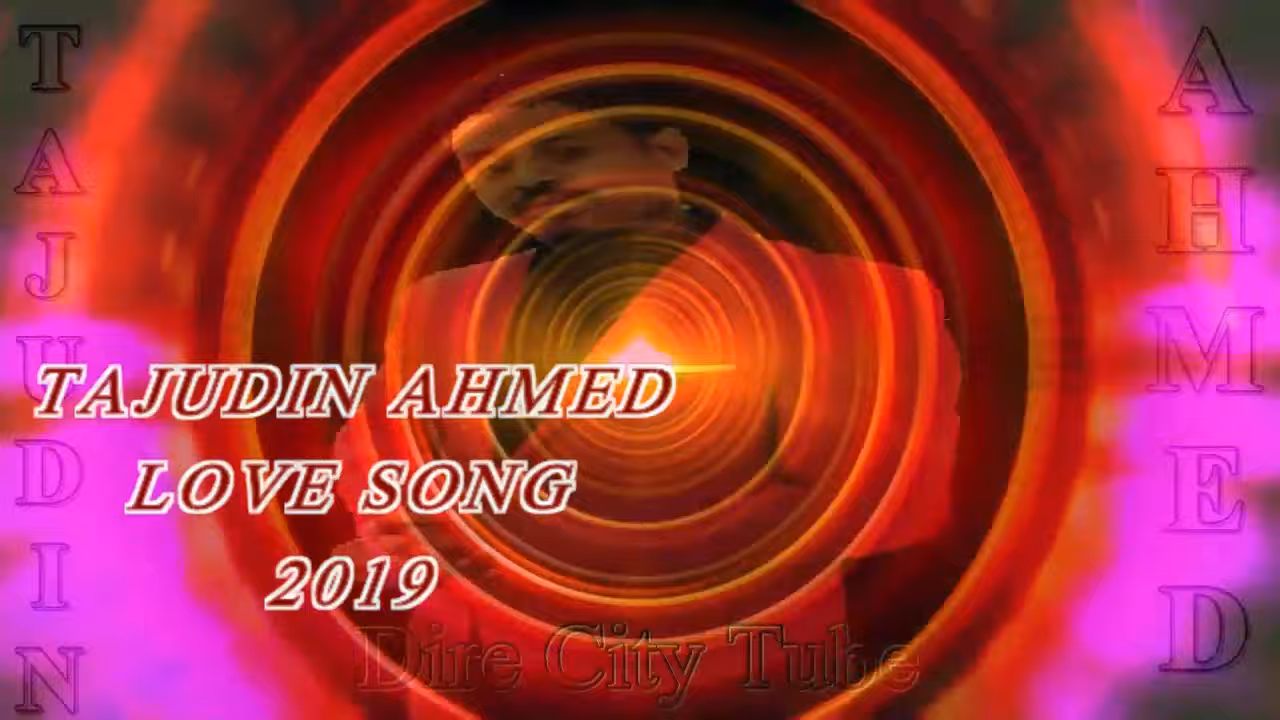 TAJUDIN
AHMED
TAJUDIN AHMED
LOVE SONG
2019
Dire City Tube